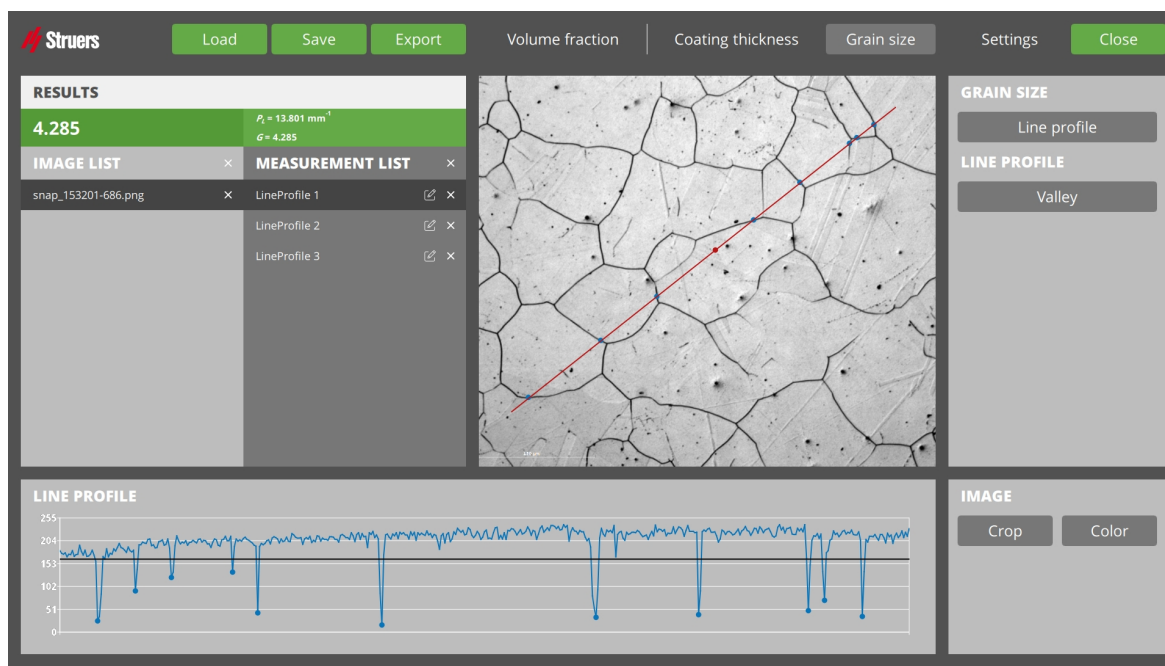 Struers
Load
Save
Export
Volume fraction
Coating thickness
Grain size
Settings
Close
RESULTS
4.285
P_L = 13.801 mm⁻¹
G = 4.285
IMAGE LIST ×
MEASUREMENT LIST ×
snap_153201-686.png ×
LineProfile 1 ×
LineProfile 2 ×
LineProfile 3 ×
GRAIN SIZE
Line profile
LINE PROFILE
Valley
LINE PROFILE
255
204
153
102
51
0
IMAGE
Crop
Color